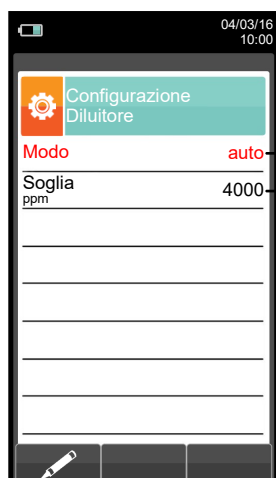 04/03/16
10:00
Configurazione
Diluitore
Modo auto
Soglia 4000
ppm